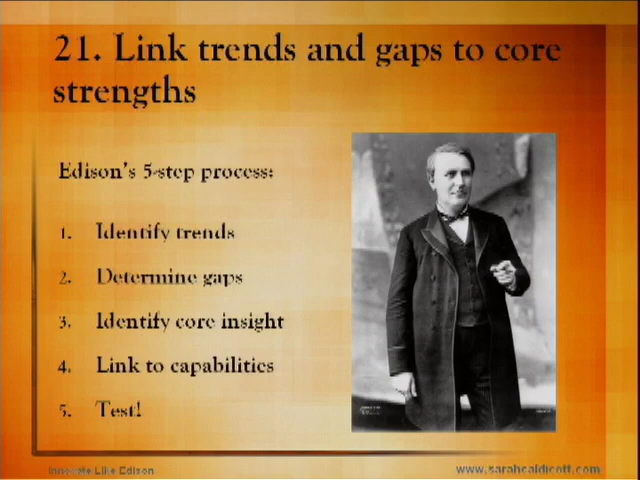 21. Link trends and gaps to core
strengths
Edison's 5-step process:
1. Identify trends
2. Determine gaps
3. Identify core insight
4. Link to capabilities
5. Test!
Innovate Like Edison
www.sarahcaldicott.com